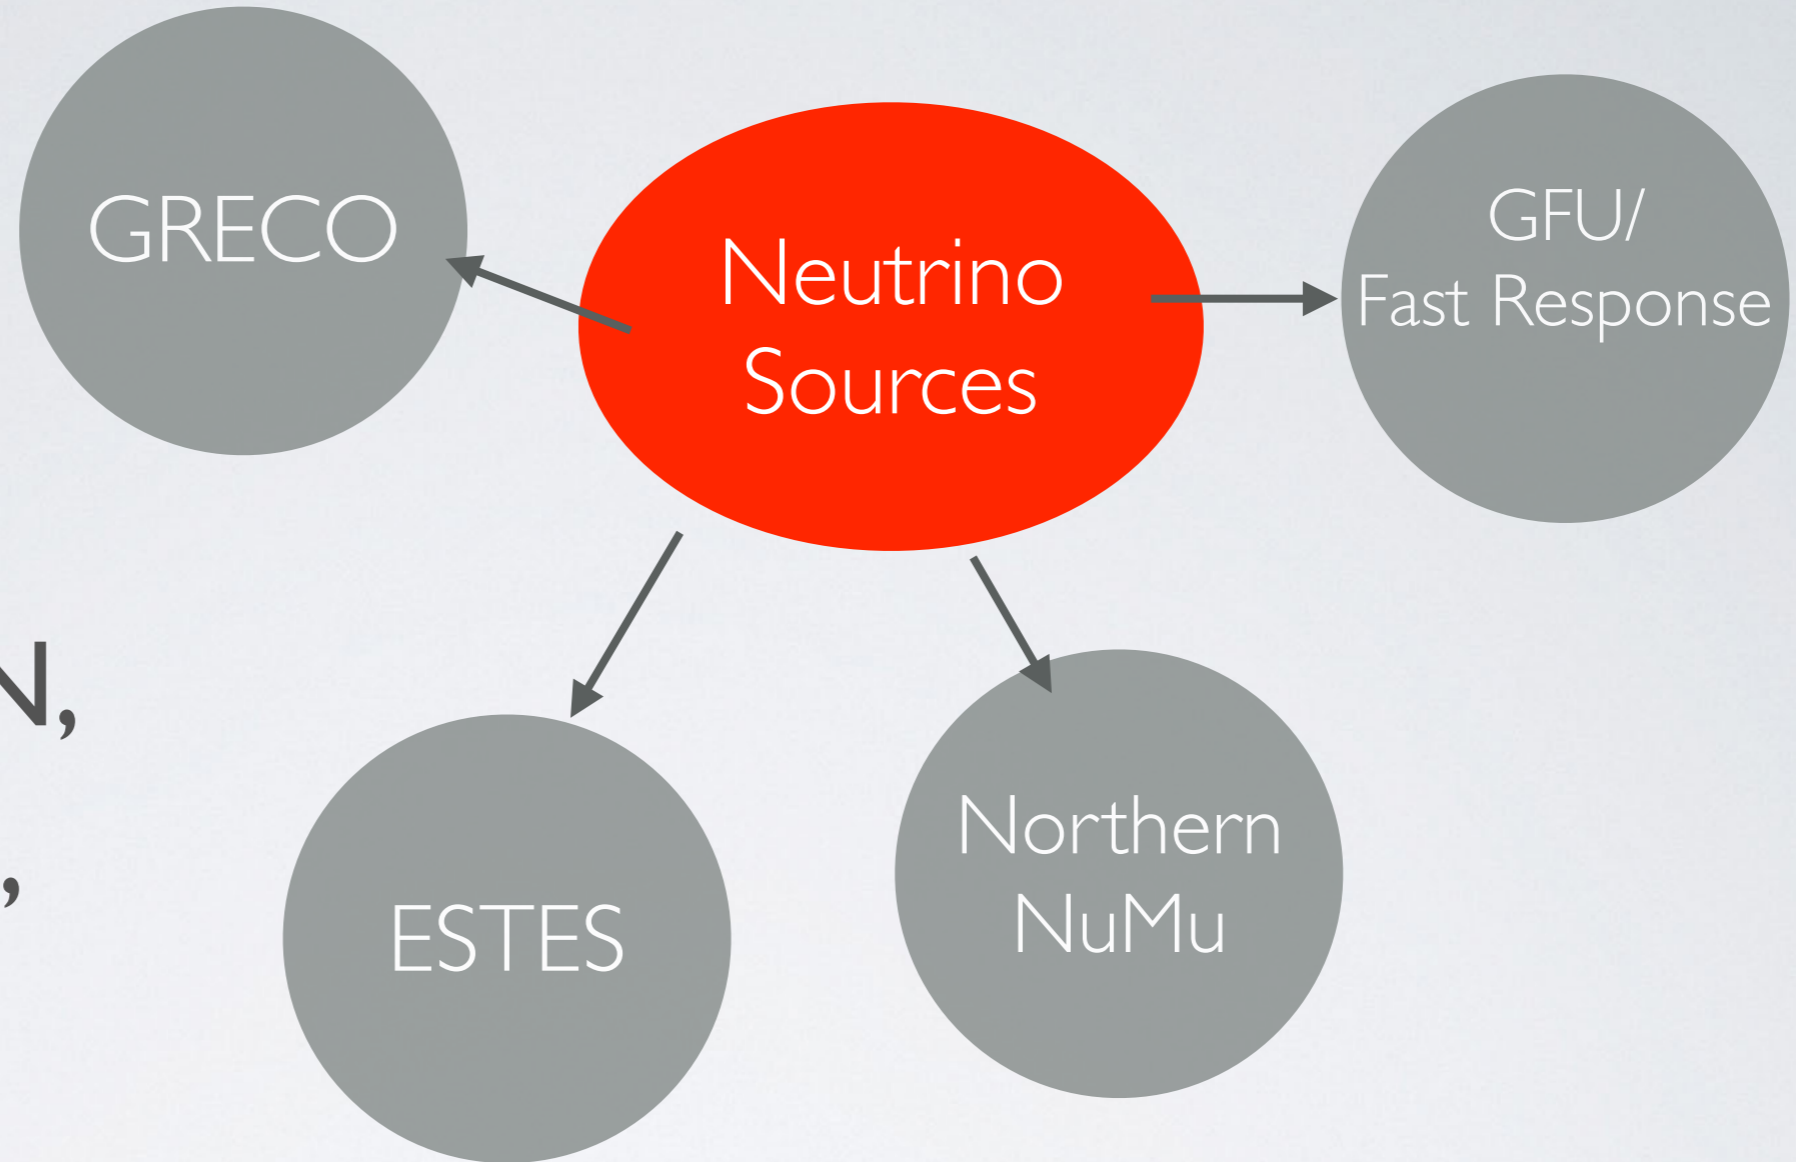 GRECO
Neutrino
Sources
GFU/
Fast Response
N,
,
ESTES
Northern
NuMu